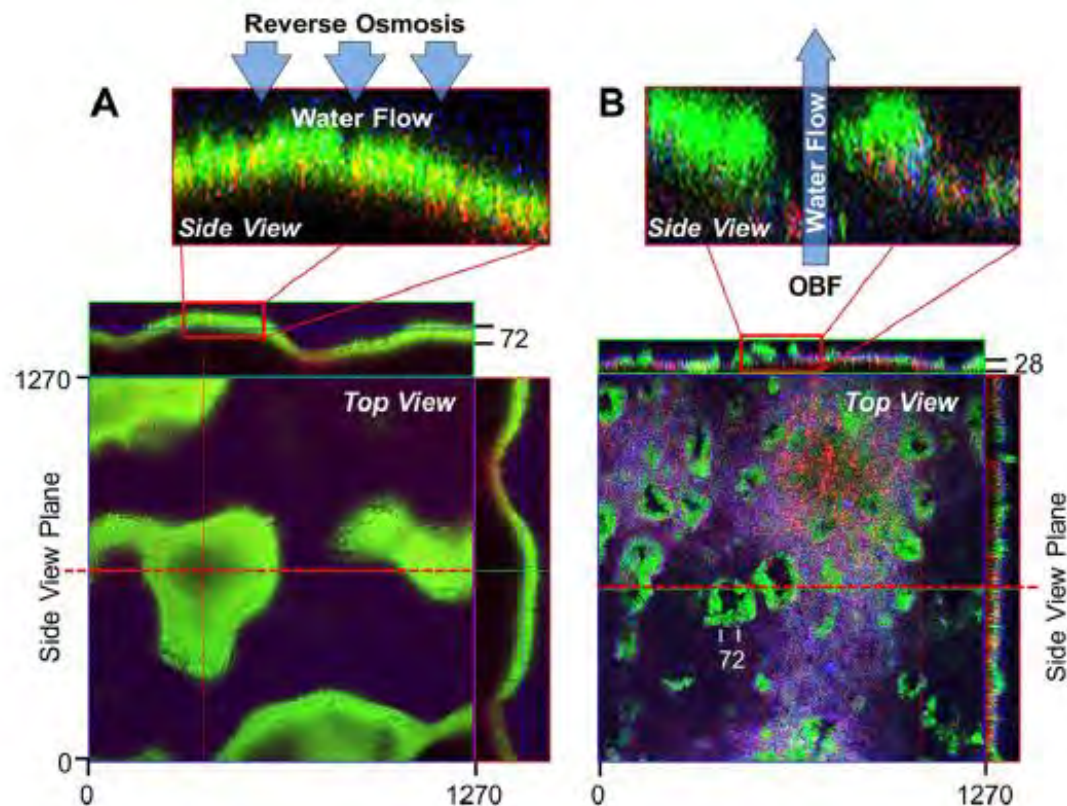 Reverse Osmosis
A
Water Flow
Side View
72
1270
Top View
Side View Plane
0
0
1270
B
Water Flow
Side View
OBF
28
Top View
72
Side View Plane
0
1270